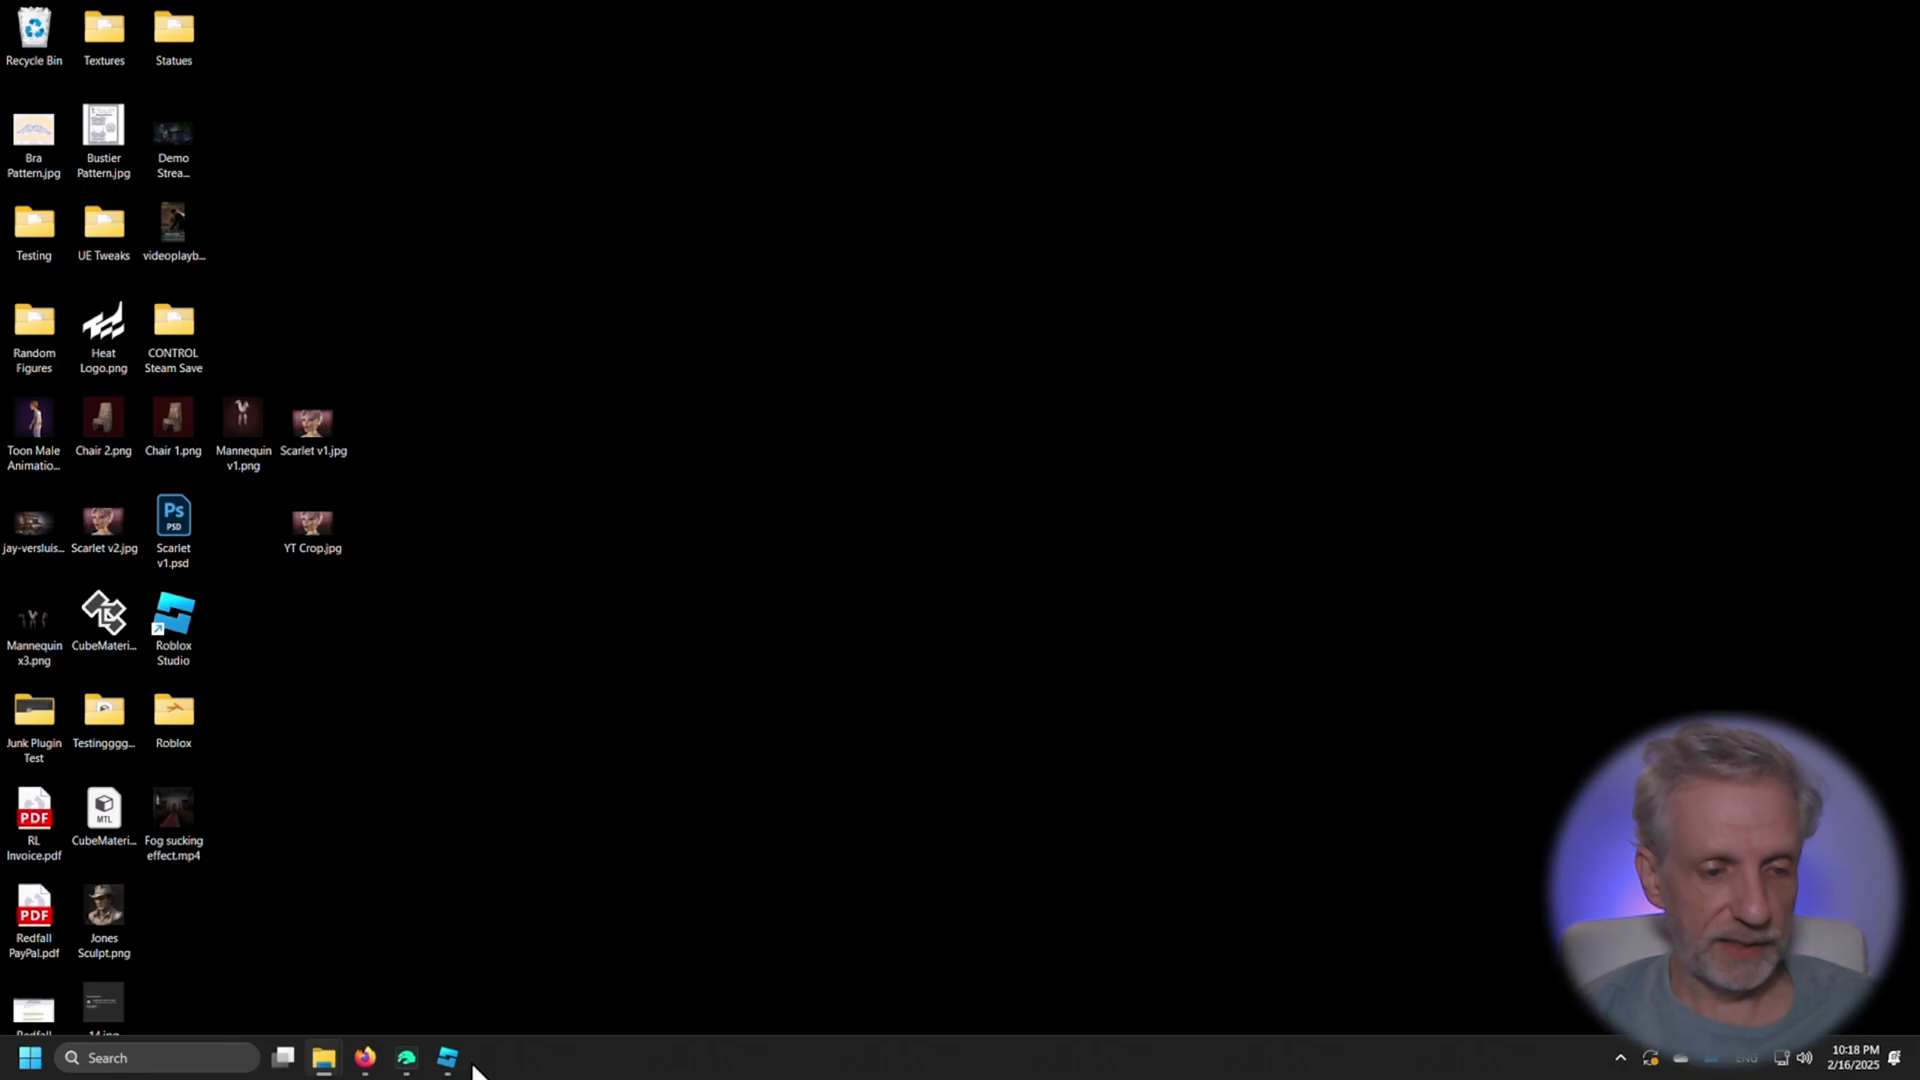 Recycle Bin
Textures
Statues
Bra
Pattern.jpg
Bustier
Pattern.jpg
Demo
Strea...
Testing
UE Tweaks
videoplayb...
Random
Figures
Heat
Logo.png
CONTROL
Steam Save
Toon Male
Animatio...
Chair 2.png
Chair 1.png
Mannequin
v1.png
Scarlet v1.jpg
jay-versluis...
Scarlet v2.jpg
PS
PSD
Scarlet
v1.psd
YT Crop.jpg
Mannequin
x3.png
CubeMateri...
Roblox
Studio
Junk Plugin
Test
Testingggg...
Roblox
PDF
RL
Invoice.pdf
MTL
CubeMateri...
Fog sucking
effect.mp4
PDF
Redfall
PayPal.pdf
Jones
Sculpt.png
Redfall
14.jpg
Search
ENG
10:18 PM
2/16/2025